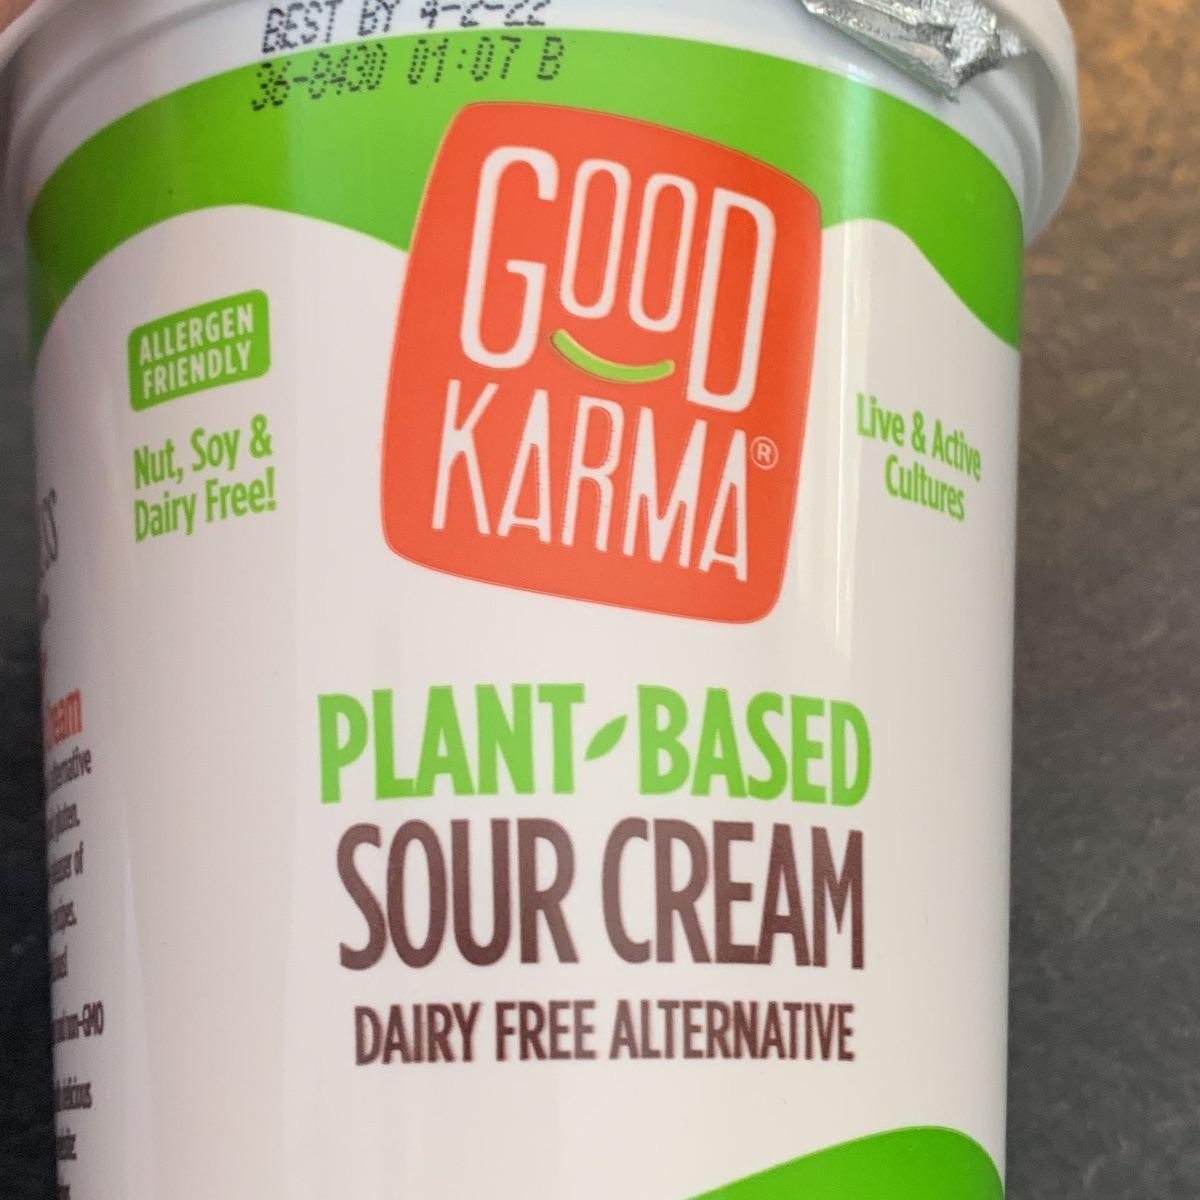 BEST BY 4-2-22
36-8430 01:07 B
GOOD
KARMA®
ALLERGEN
FRIENDLY
Nut, Soy &
Dairy Free!
Live & Active
Cultures
PLANT-BASED
SOUR CREAM
DAIRY FREE ALTERNATIVE